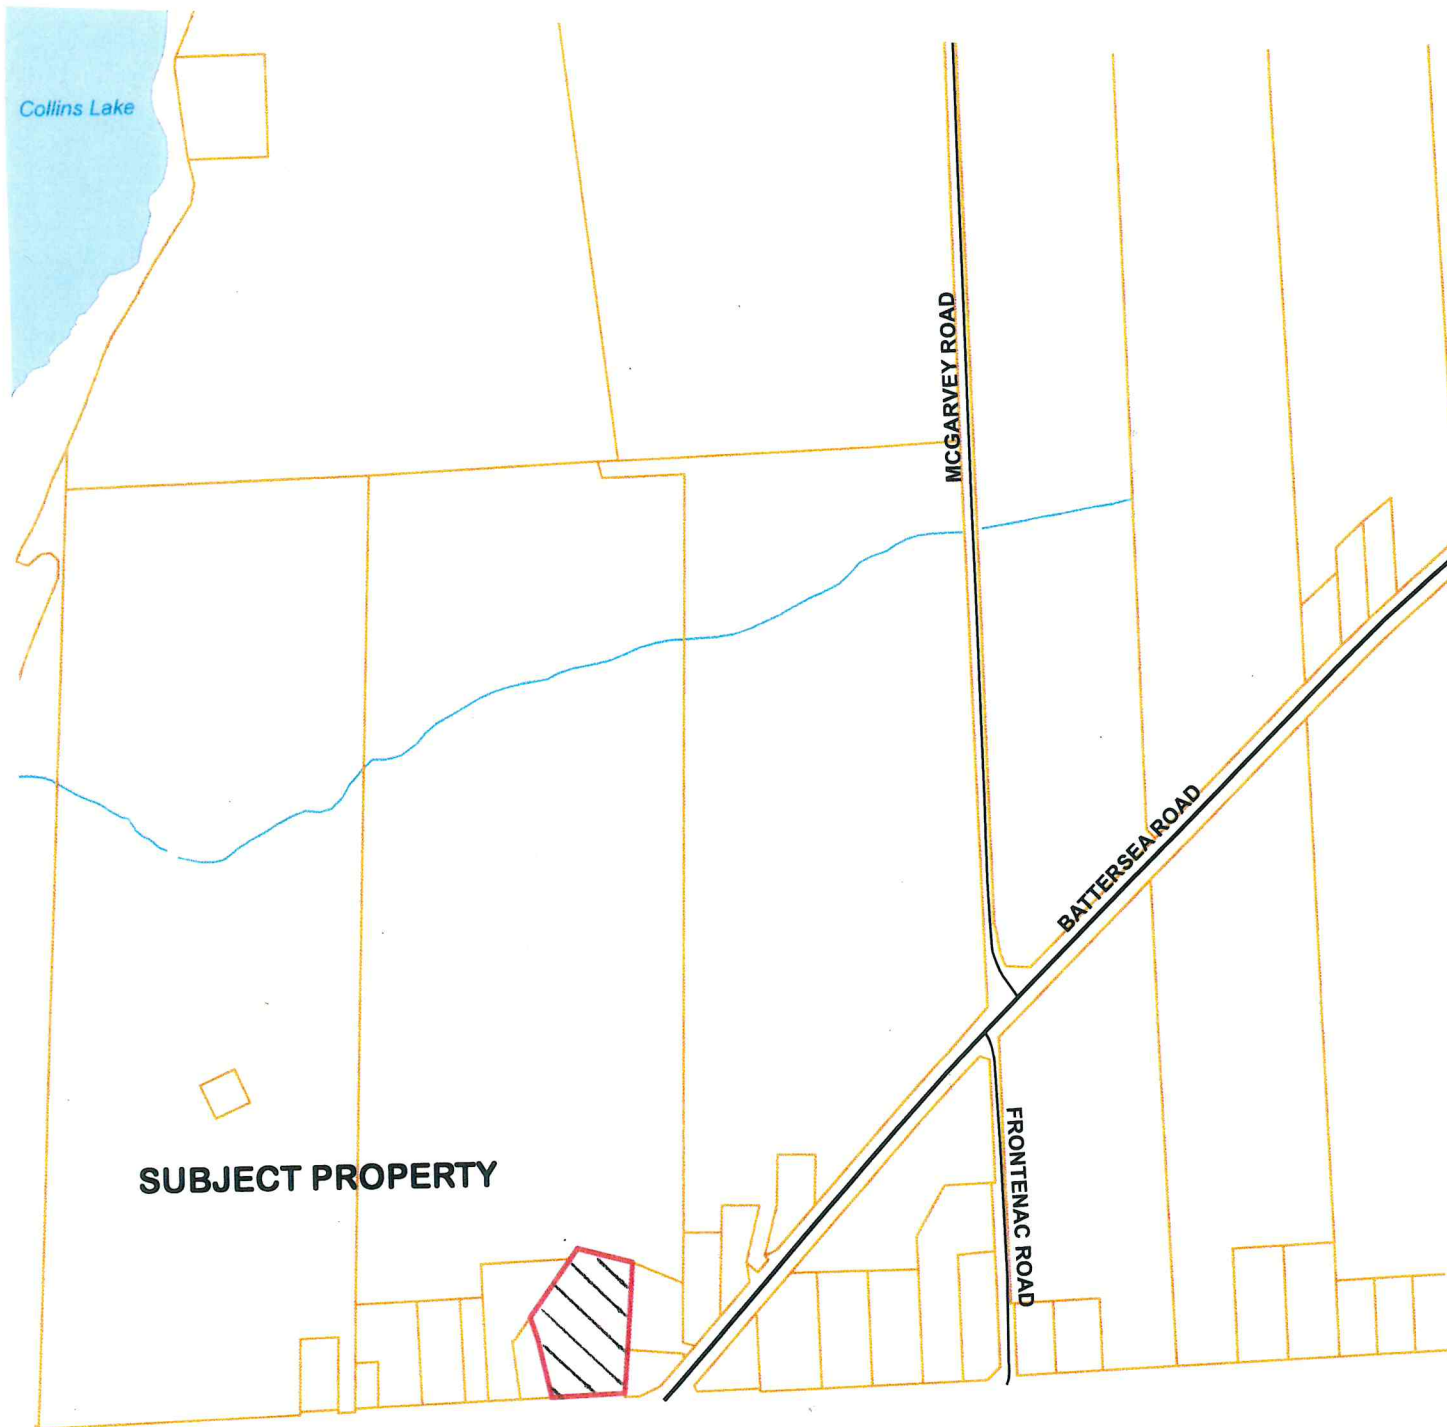 Collins Lake
MCGARVEY ROAD
BATTERSEA ROAD
FRONTENAC ROAD
SUBJECT PROPERTY